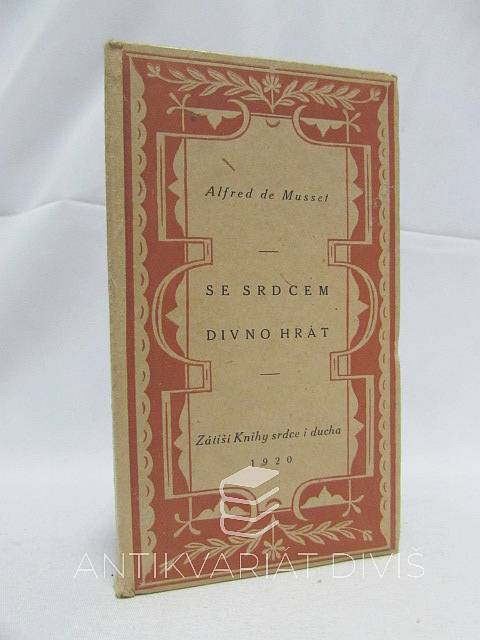 Alfred de Musset
SE SRDCEM
DIVNO HRÁT
Zátiší Knihy srdce i ducha
1920
ANTIKVARIÁT DIVIŠ